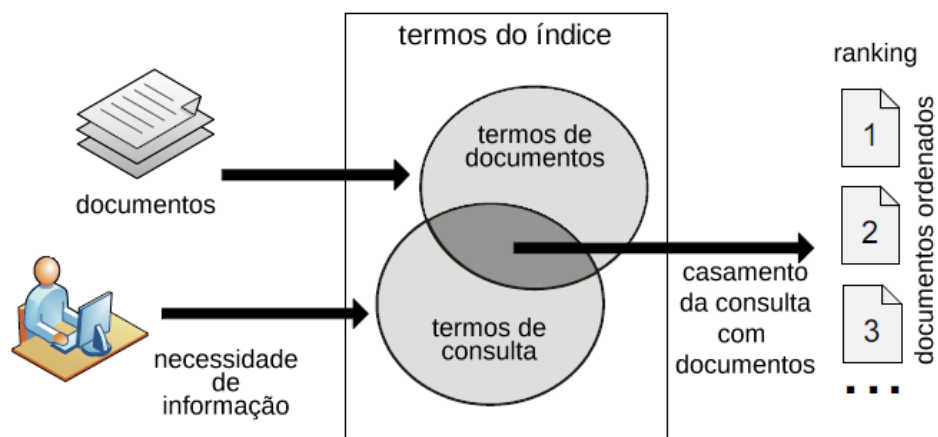 termos do índice
termos de
documentos
documentos
necessidade
de
informação
termos de
consulta
casamento
da consulta
com
documentos
ranking
1
2
3
...
documentos ordenados